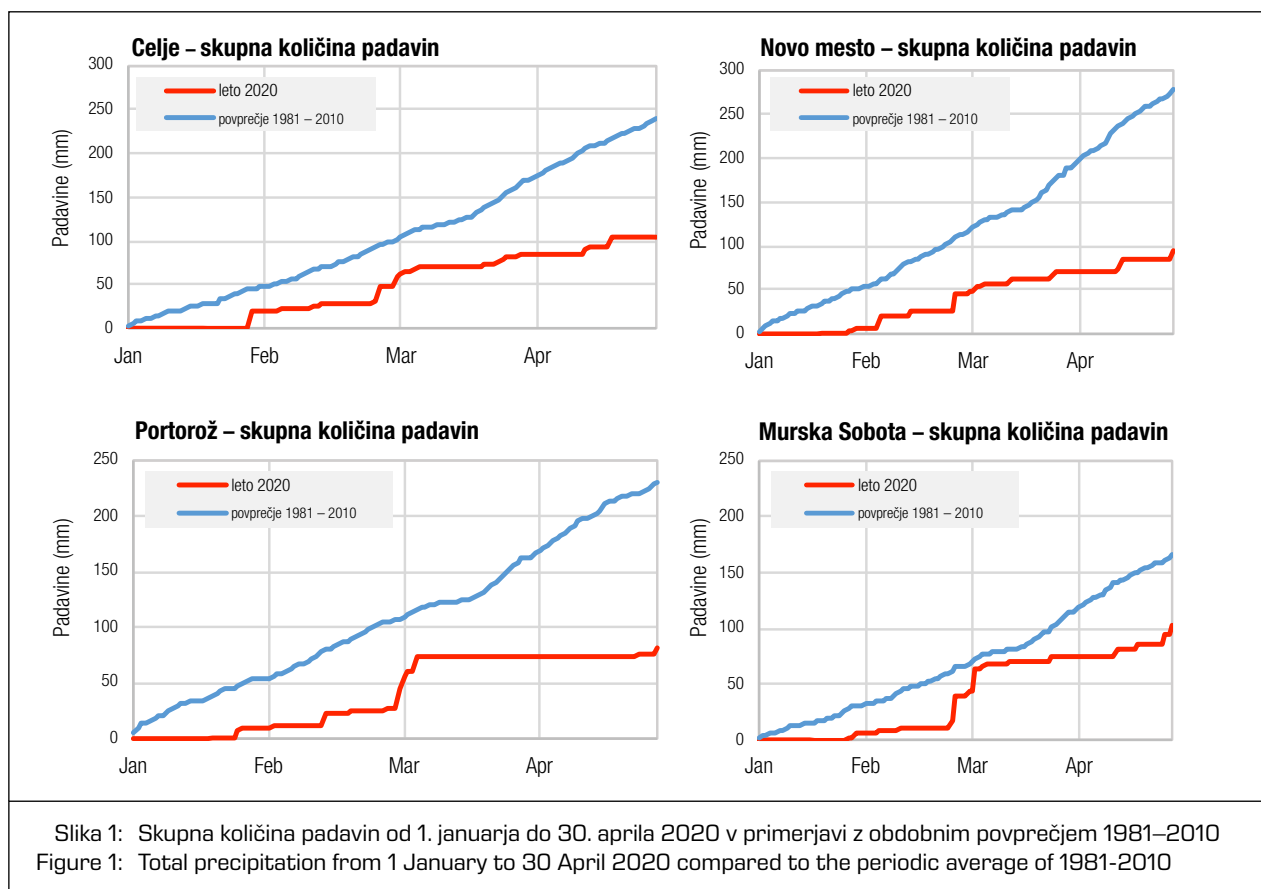 Celje – skupna količina padavin
300
250
200
150
100
50
0
Padavine (mm)
leto 2020
povprečje 1981 – 2010
Jan Feb Mar Apr
Novo mesto – skupna količina padavin
300
250
200
150
100
50
0
Padavine (mm)
leto 2020
povprečje 1981 – 2010
Jan Feb Mar Apr
Portorož – skupna količina padavin
250
200
150
100
50
0
Padavine (mm)
leto 2020
povprečje 1981 – 2010
Jan Feb Mar Apr
Murska Sobota – skupna količina padavin
250
200
150
100
50
0
Padavine (mm)
leto 2020
povprečje 1981 – 2010
Jan Feb Mar Apr
Slika 1: Skupna količina padavin od 1. januarja do 30. aprila 2020 v primerjavi z obdobnim povprečjem 1981–2010
Figure 1: Total precipitation from 1 January to 30 April 2020 compared to the periodic average of 1981-2010